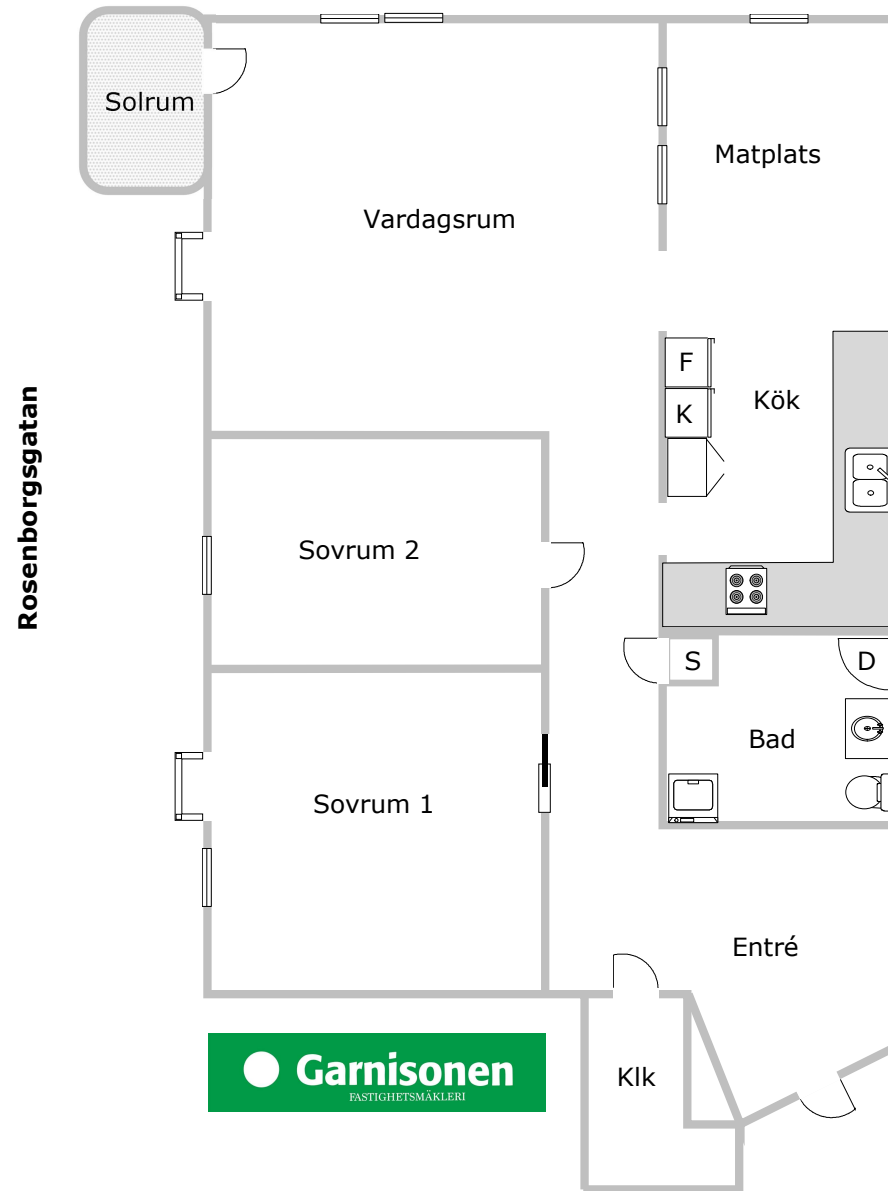 Solrum
Matplats
Vardagsrum
F
Kök
K
Rosenborgsgatan
Sovrum 2
S
D
Bad
Sovrum 1
Entré
Garnisonen
FASTIGHETSMÄKLERI
Klk